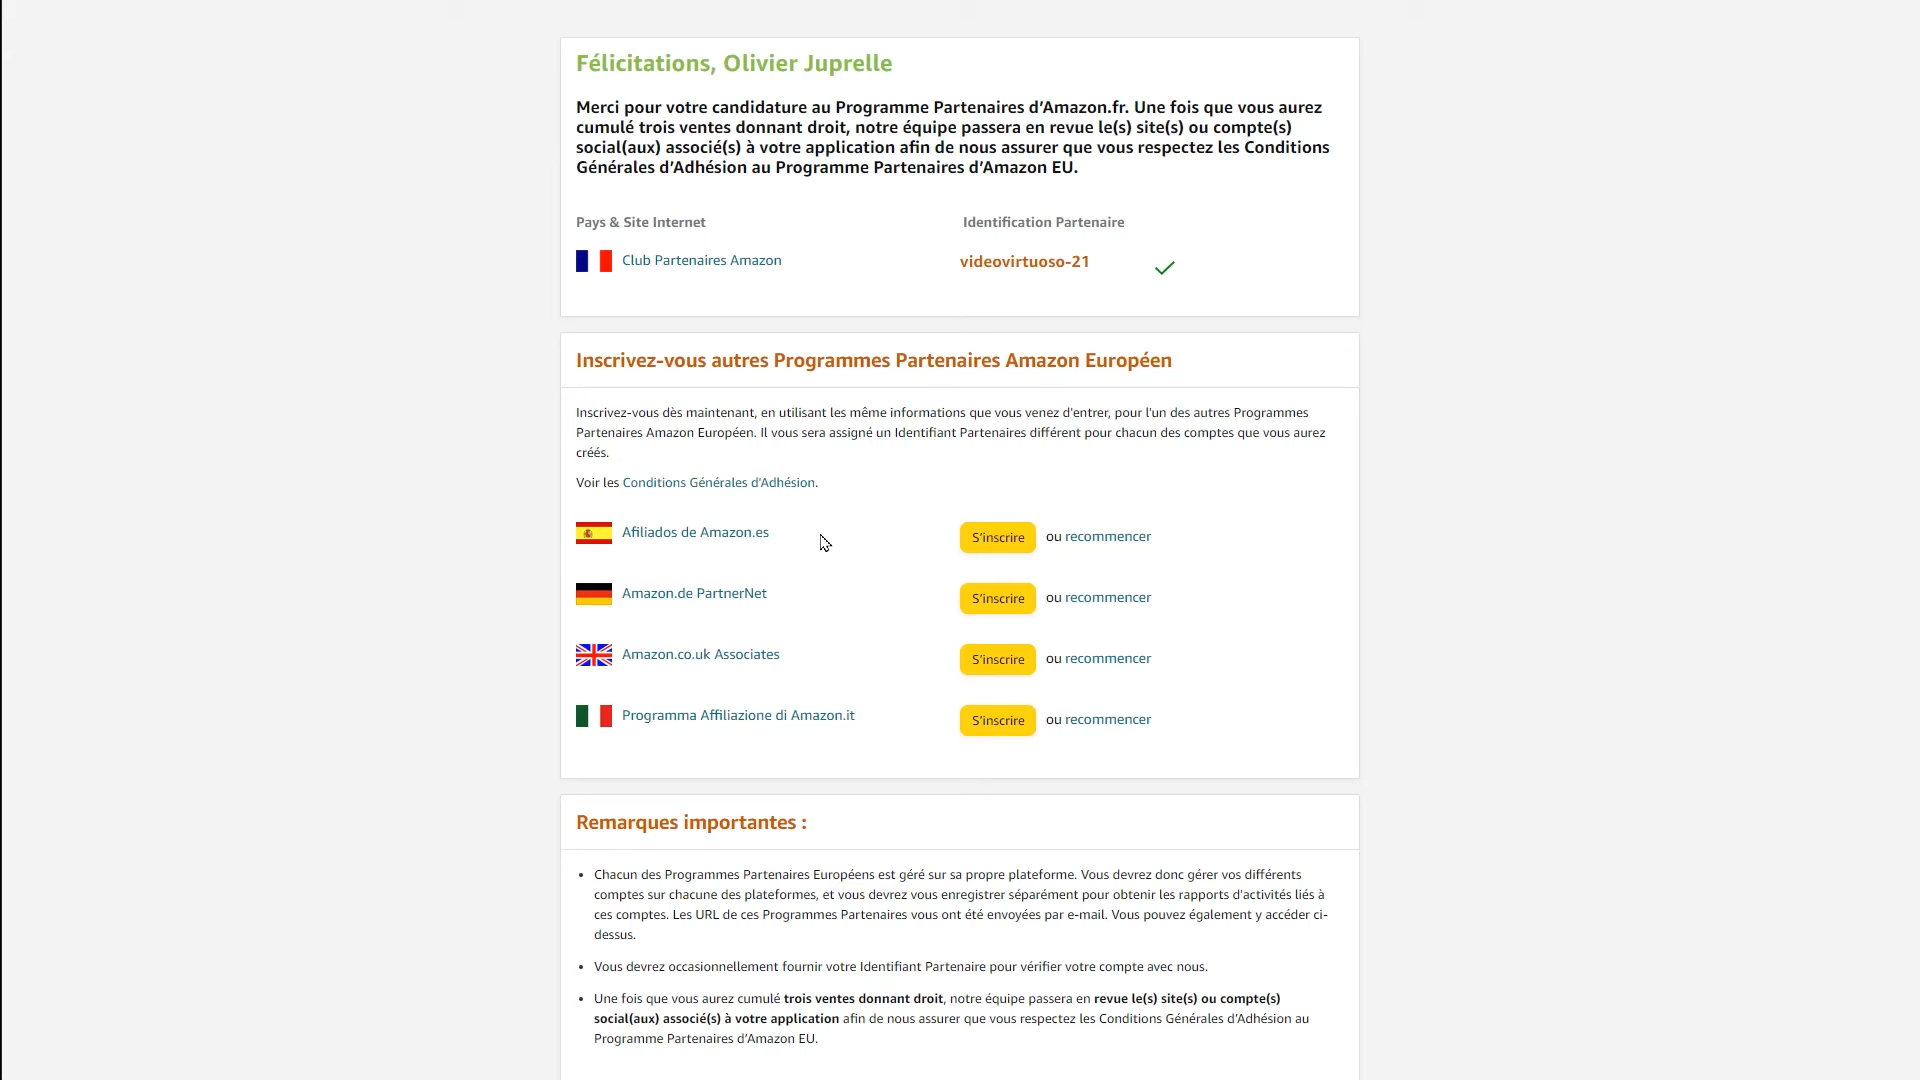 Félicitations, Olivier Juprelle
Merci pour votre candidature au Programme Partenaires d’Amazon.fr. Une fois que vous aurez
cumulé trois ventes donnant droit, notre équipe passera en revue le(s) site(s) ou compte(s)
social(aux) associé(s) à votre application afin de nous assurer que vous respectez les Conditions
Générales d’Adhésion au Programme Partenaires d’Amazon EU.
Pays & Site Internet
Identification Partenaire
Club Partenaires Amazon
videovirtuoso-21
Inscrivez-vous autres Programmes Partenaires Amazon Européen
Inscrivez-vous dès maintenant, en utilisant les même informations que vous venez d'entrer, pour l'un des autres Programmes
Partenaires Amazon Européen. Il vous sera assigné un Identifiant Partenaires différent pour chacun des comptes que vous aurez
créés.
Voir les Conditions Générales d'Adhésion.
Afiliados de Amazon.es
S’inscrire ou recommencer
Amazon.de PartnerNet
S’inscrire ou recommencer
Amazon.co.uk Associates
S’inscrire ou recommencer
Programma Affiliazione di Amazon.it
S’inscrire ou recommencer
Remarques importantes :
• Chacun des Programmes Partenaires Européens est géré sur sa propre plateforme. Vous devrez donc gérer vos différents
comptes sur chacune des plateformes, et vous devrez vous enregistrer séparément pour obtenir les rapports d'activités liés à
ces comptes. Les URL de ces Programmes Partenaires vous ont été envoyées par e-mail. Vous pouvez également y accéder ci-
dessus.
• Vous devrez occasionnellement fournir votre Identifiant Partenaire pour vérifier votre compte avec nous.
• Une fois que vous aurez cumulé trois ventes donnant droit, notre équipe passera en revue le(s) site(s) ou compte(s)
social(aux) associé(s) à votre application afin de nous assurer que vous respectez les Conditions Générales d’Adhésion au
Programme Partenaires d’Amazon EU.